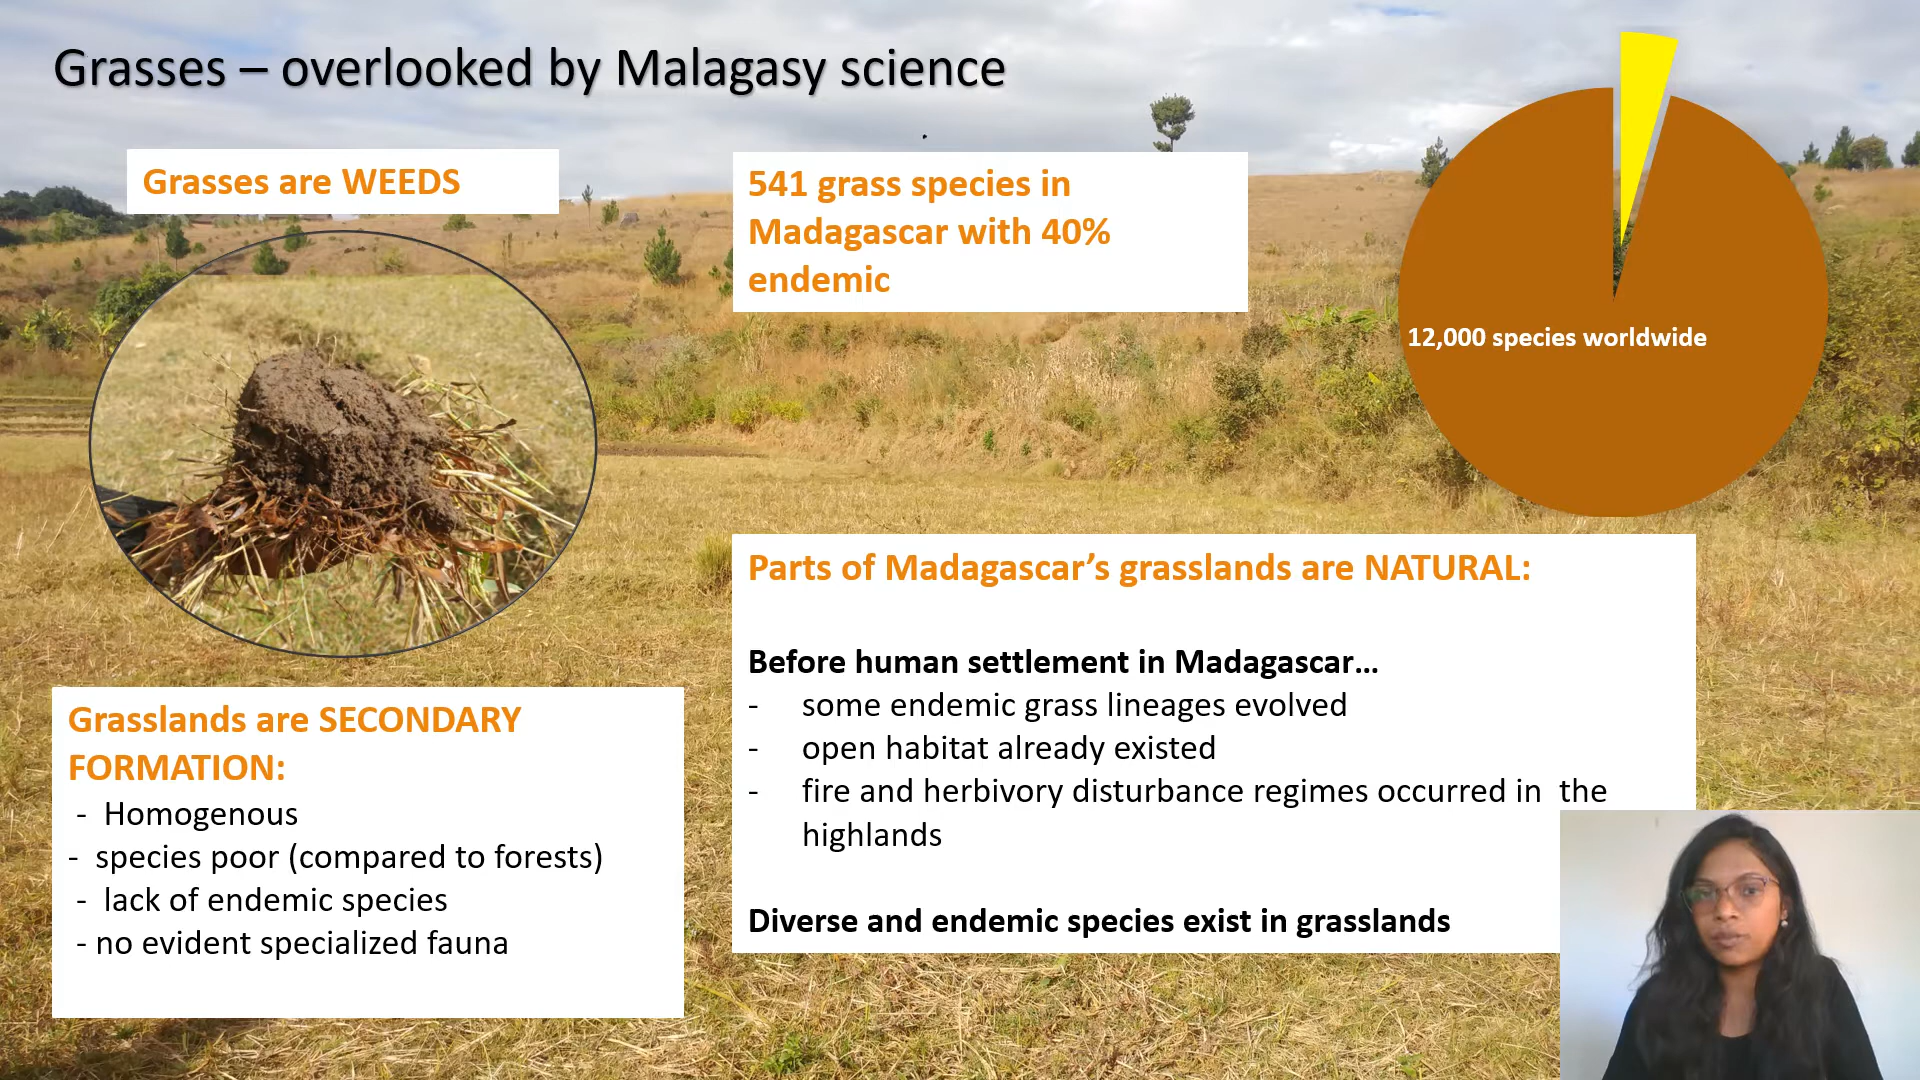 Grasses – overlooked by Malagasy science
Grasses are WEEDS
541 grass species in
Madagascar with 40%
endemic
12,000 species worldwide
Grasslands are SECONDARY
FORMATION:
- Homogenous
- species poor (compared to forests)
- lack of endemic species
- no evident specialized fauna
Parts of Madagascar’s grasslands are NATURAL:
Before human settlement in Madagascar...
- some endemic grass lineages evolved
- open habitat already existed
- fire and herbivory disturbance regimes occurred in the
highlands
Diverse and endemic species exist in grasslands